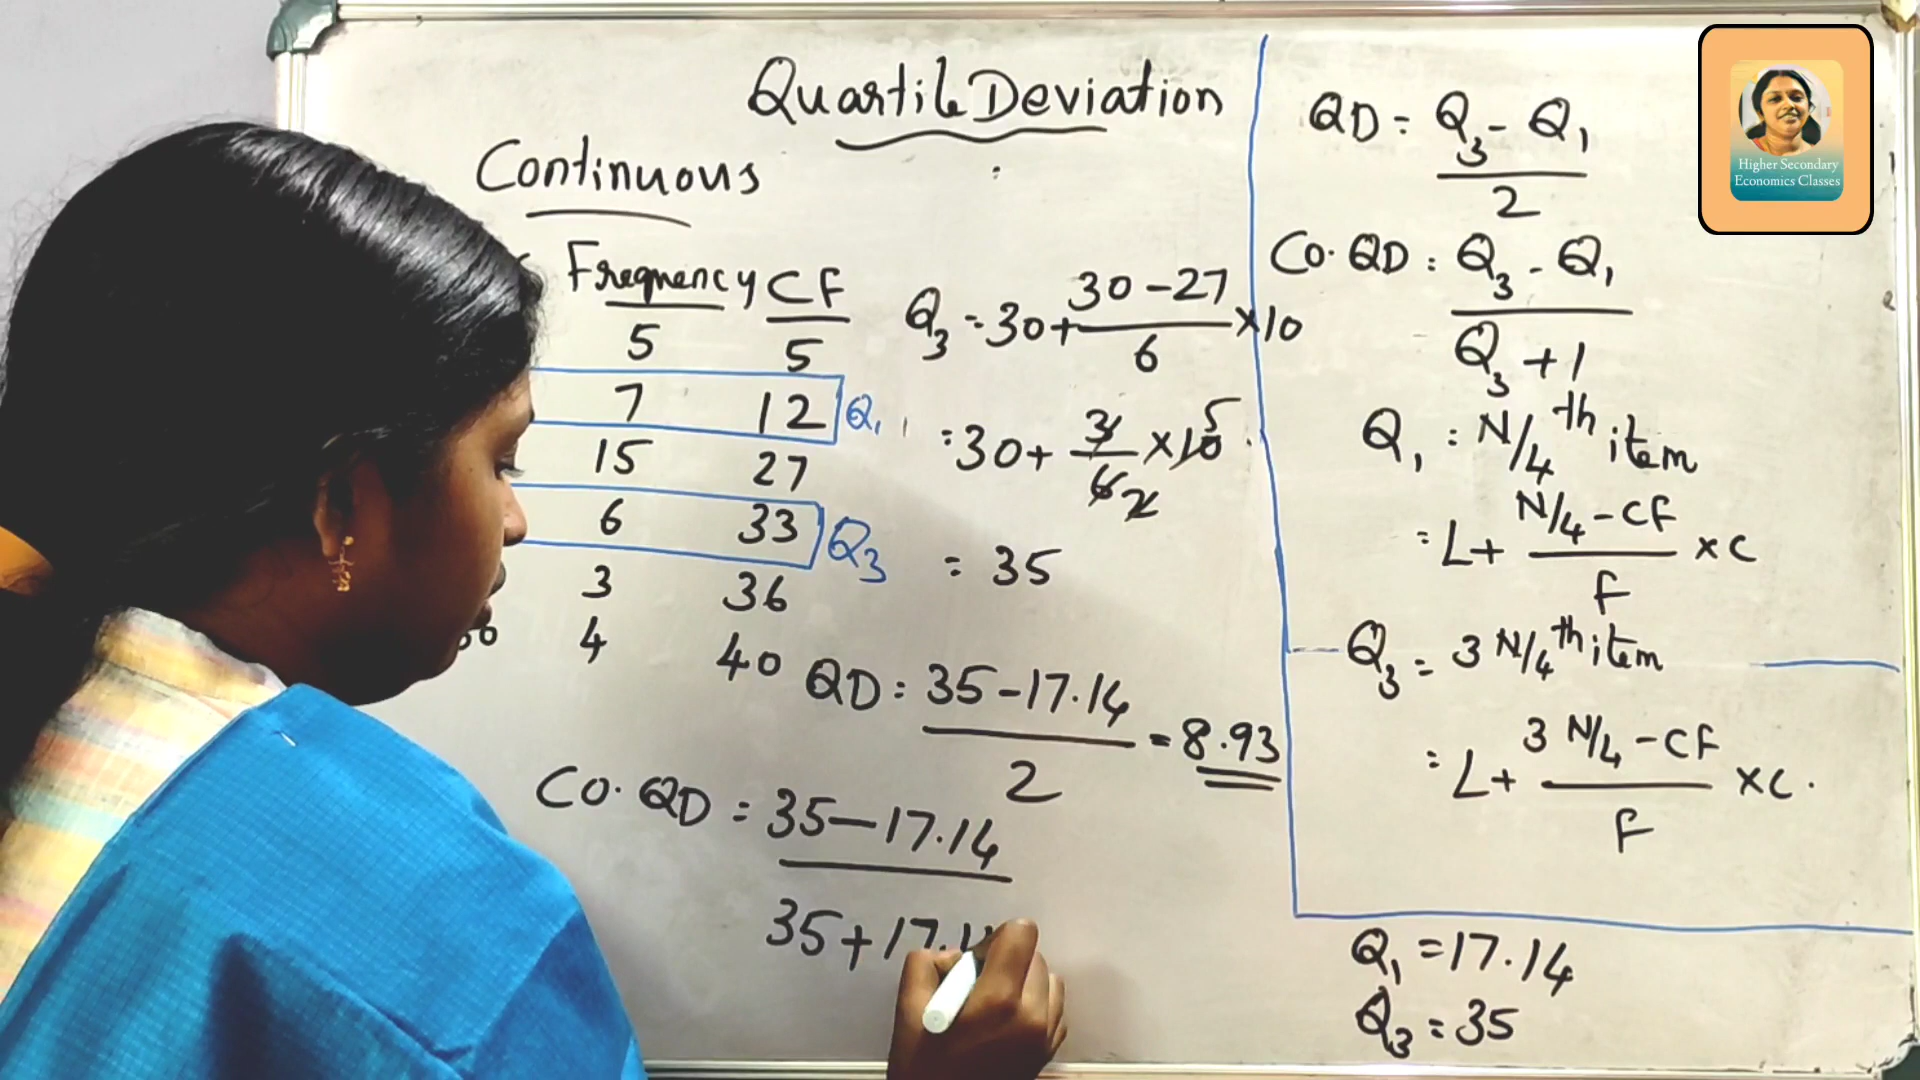 Quartile Deviation
Continuous
Frequency CF
5 5
7 12 Q1
15 27
6 33 Q3
3 36
4 40
Q3 = 30+ 30-27/6 ×10
= 30+ 3/6 2 ×10 5
= 35
QD = 35-17.14/2 = 8.93
CO. QD = 35-17.14/35+17.1
QD = Q3 - Q1/2
CO. QD = Q3 - Q1/Q3 + 1
Q1 = N/4 th item
= L+ N/4 - CF/F × C
Q3 = 3 N/4 th item
= L+ 3 N/4 - CF/F × C.
Q1 = 17.14
Q3 = 35
Higher Secondary
Economics Classes